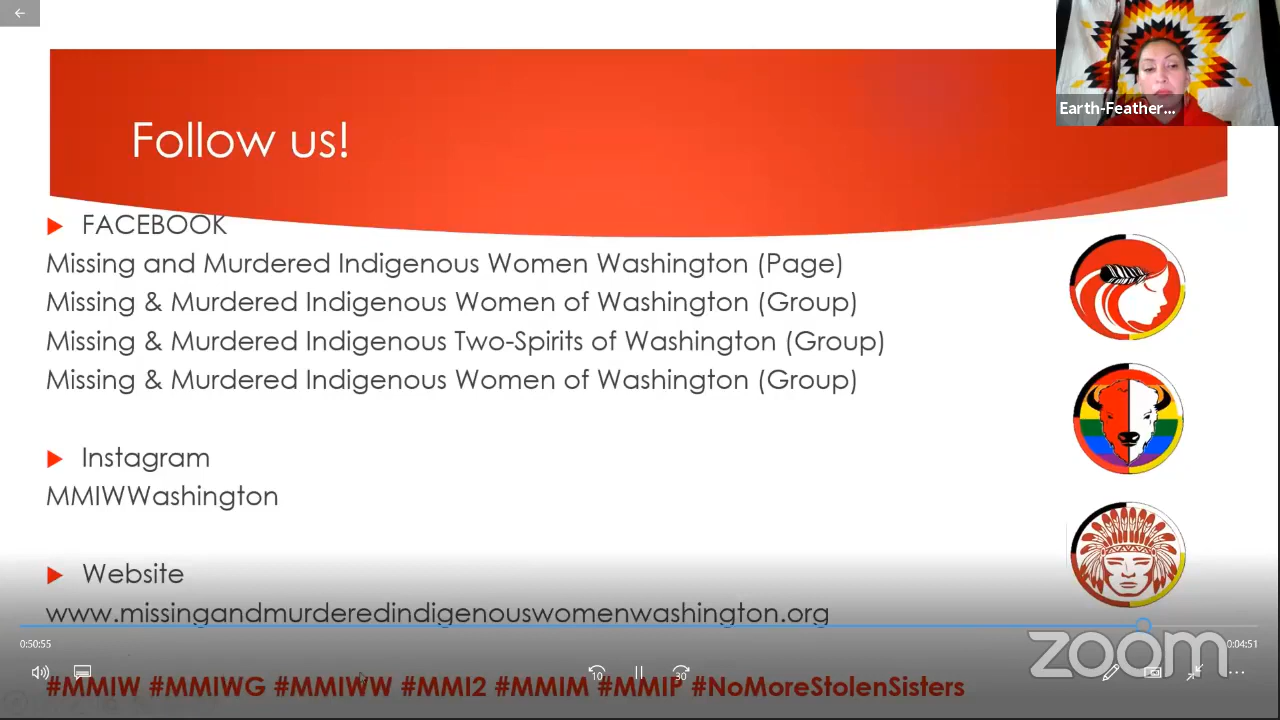 Earth-Feather...
Follow us!
FACEBOOK
Missing and Murdered Indigenous Women Washington (Page)
Missing & Murdered Indigenous Women of Washington (Group)
Missing & Murdered Indigenous Two-Spirits of Washington (Group)
Missing & Murdered Indigenous Women of Washington (Group)
Instagram
MMIWWashington
Website
www.missingandmurderedindigenouswomenwashington.org
0:50:55
0:04:51
zoom
10
30
#MMIW #MMIWG #MMIWW #MMI2 #MMIM #MMIP #NoMoreStolenSisters